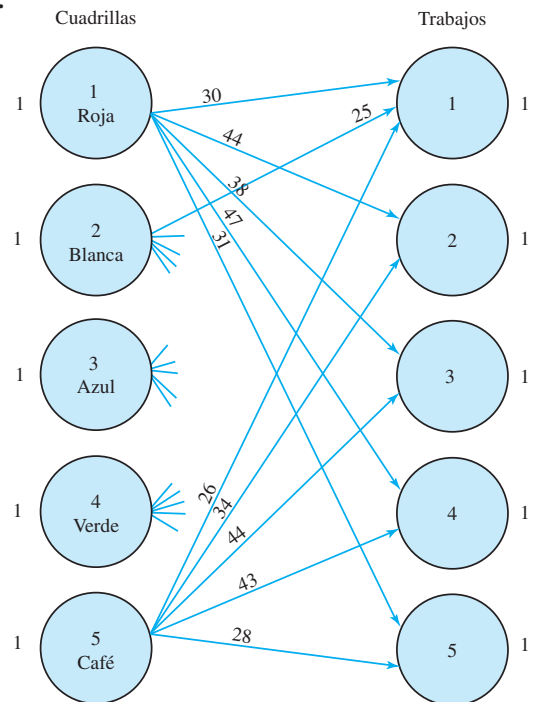 Cuadrillas Trabajos
1 1 Roja 1 1
30
25
44
38
47
31
1 2 Blanca 2 1
1 3 Azul 3 1
1 4 Verde 4 1
26
34
44
43
28
1 5 Café 5 1